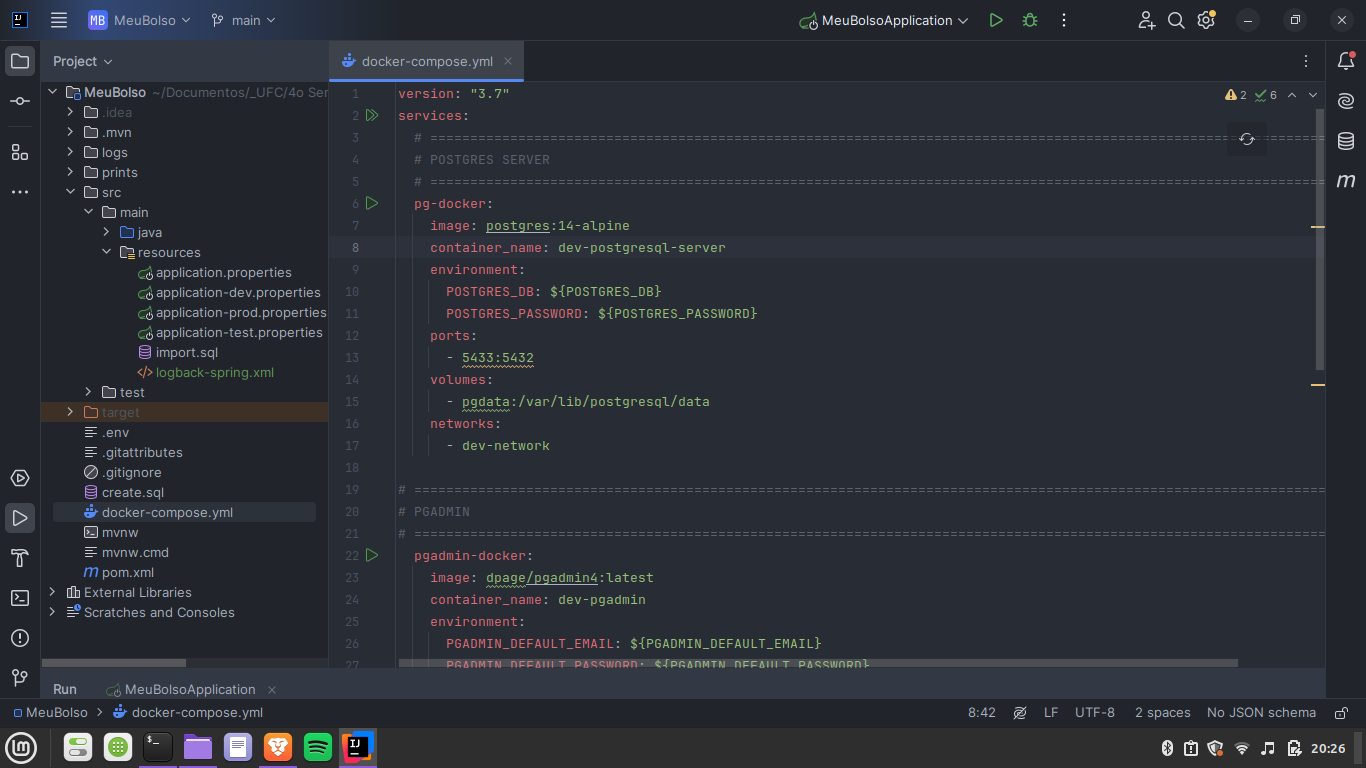 MB MeuBolso main MeuBolsoApplication
Project docker-compose.yml
MeuBolso ~/Documentos/_UFC/4o Ser
.idea
.mvn
logs
prints
src
main
java
resources
application.properties
application-dev.properties
application-prod.properties
application-test.properties
import.sql
logback-spring.xml
test
target
.env
.gitattributes
.gitignore
create.sql
docker-compose.yml
mvnw
mvnw.cmd
pom.xml
External Libraries
Scratches and Consoles
2 6
1 version: "3.7"
2 services:
3 # ================================================================================================================
4 # POSTGRES SERVER
5 # ================================================================================================================
6 pg-docker:
7 image: postgres:14-alpine
8 container_name: dev-postgresql-server
9 environment:
10 POSTGRES_DB: ${POSTGRES_DB}
11 POSTGRES_PASSWORD: ${POSTGRES_PASSWORD}
12 ports:
13 - 5433:5432
14 volumes:
15 - pgdata:/var/lib/postgresql/data
16 networks:
17 - dev-network
18
19 # ==================================================================================================================
20 # PGADMIN
21 # ==================================================================================================================
22 pgadmin-docker:
23 image: dpage/pgadmin4:latest
24 container_name: dev-pgadmin
25 environment:
26 PGADMIN_DEFAULT_EMAIL: ${PGADMIN_DEFAULT_EMAIL}
27 PGADMIN_DEFAULT_PASSWORD: ${PGADMIN_DEFAULT_PASSWORD}
Run MeuBolsoApplication
MeuBolso docker-compose.yml 8:42 LF UTF-8 2 spaces No JSON schema
20:26